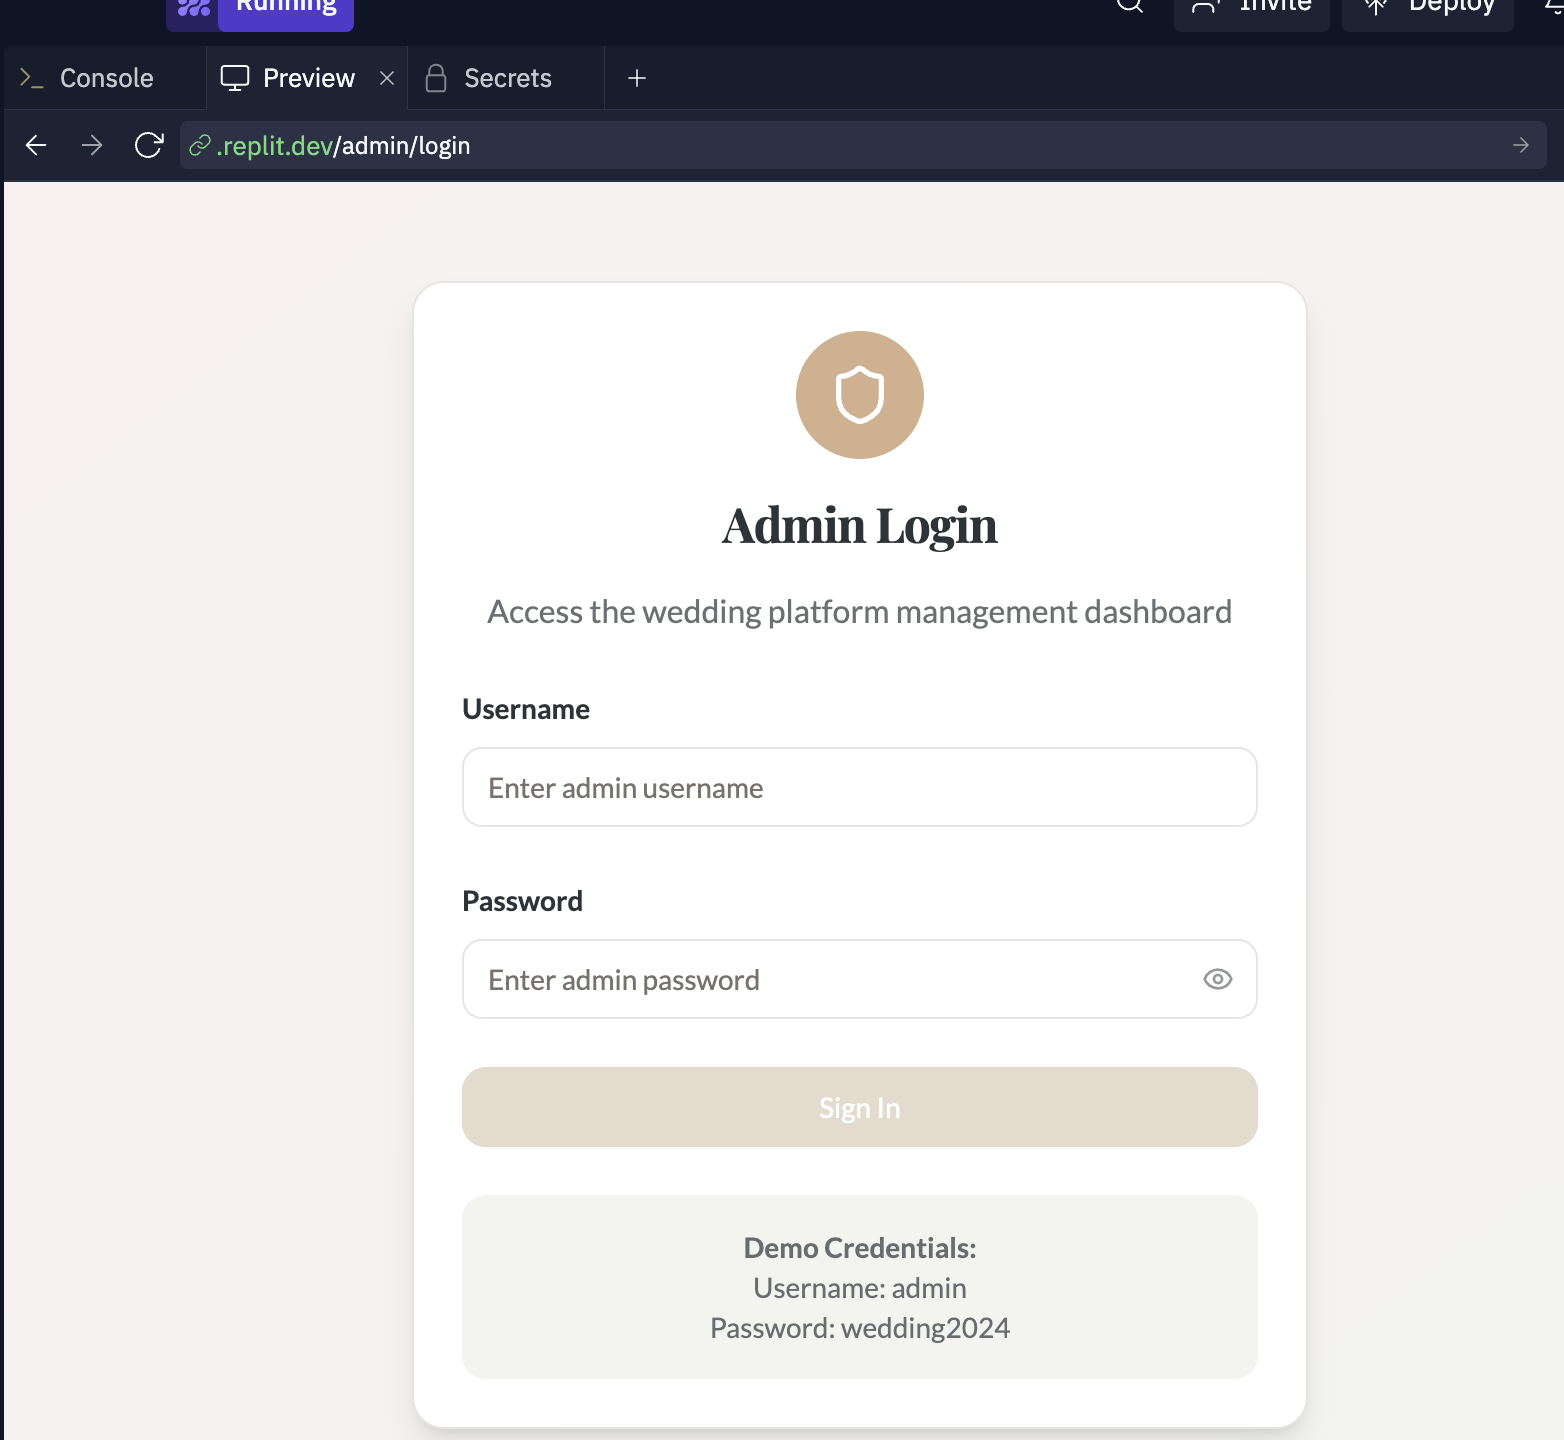 Running
Invite
Deploy
Console
Preview
Secrets
.replit.dev/admin/login
Admin Login
Access the wedding platform management dashboard
Username
Enter admin username
Password
Enter admin password
Sign In
Demo Credentials:
Username: admin
Password: wedding2024